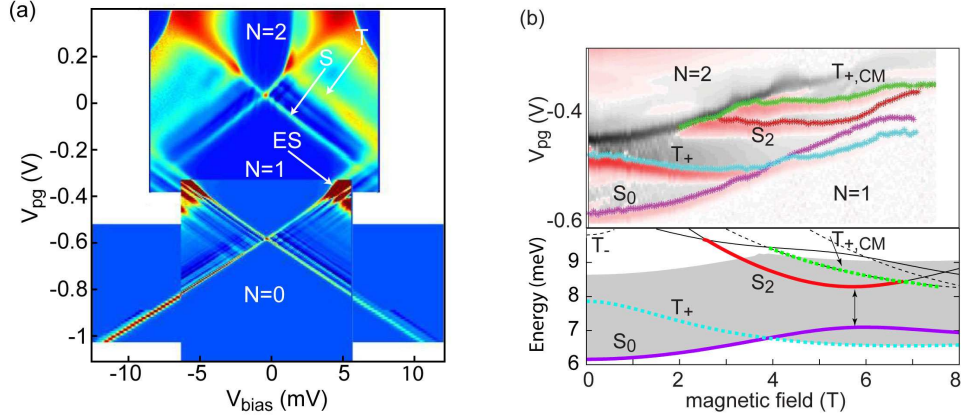 (a)
N=2
T
S
ES
N=1
N=0
V_pg (V)
0.2
0
-0.2
-0.4
-0.6
-0.8
-1
-10
-5
0
5
10
V_bias (mV)
(b)
N=2
T_+,CM
S_2
T_+
S_0
N=1
V_pg (V)
-0.4
-0.6
T_-
T_+,CM
S_2
T_+
S_0
Energy (meV)
9
8
7
6
0
2
4
6
8
magnetic field (T)